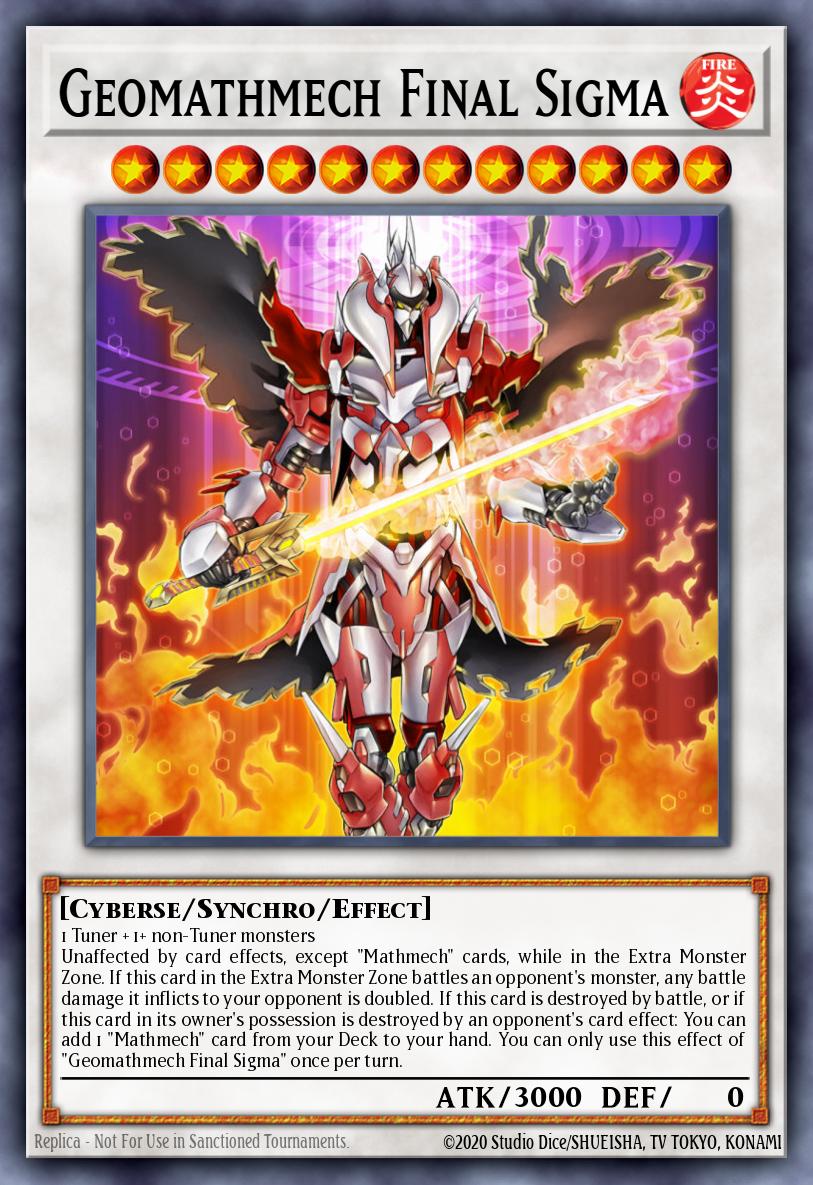 Geomathmech Final Sigma
FIRE
炎
[Cyberse/Synchro/Effect]
1 Tuner + 1+ non-Tuner monsters
Unaffected by card effects, except "Mathmech" cards, while in the Extra Monster
Zone. If this card in the Extra Monster Zone battles an opponent's monster, any battle
damage it inflicts to your opponent is doubled. If this card is destroyed by battle, or if
this card in its owner's possession is destroyed by an opponent's card effect: You can
add 1 "Mathmech" card from your Deck to your hand. You can only use this effect of
"Geomathmech Final Sigma" once per turn.
ATK/3000 DEF/ 0
Replica - Not For Use in Sanctioned Tournaments.
©2020 Studio Dice/SHUEISHA, TV TOKYO, KONAMI